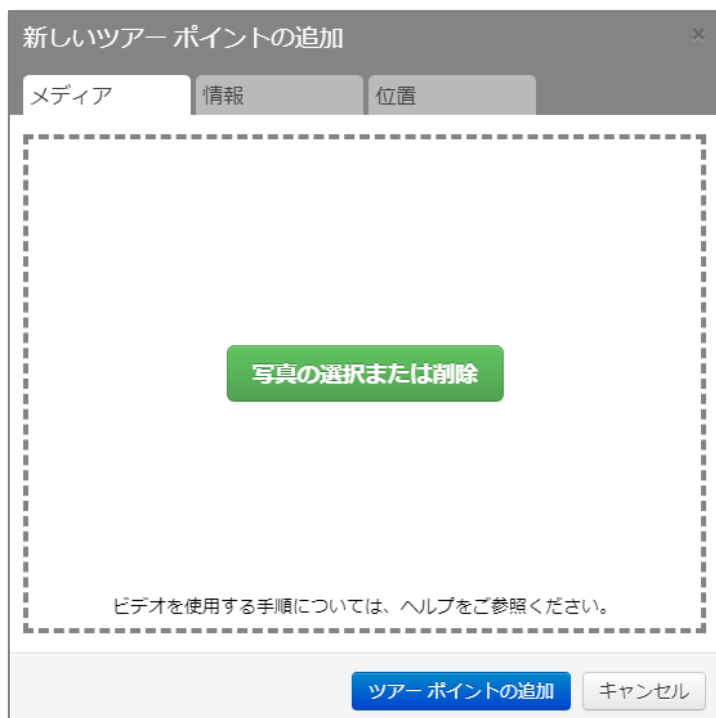 新しいツアー ポイントの追加
×
メディア 情報 位置
写真の選択または削除
ビデオを使用する手順については、ヘルプをご参照ください。
ツアー ポイントの追加 キャンセル